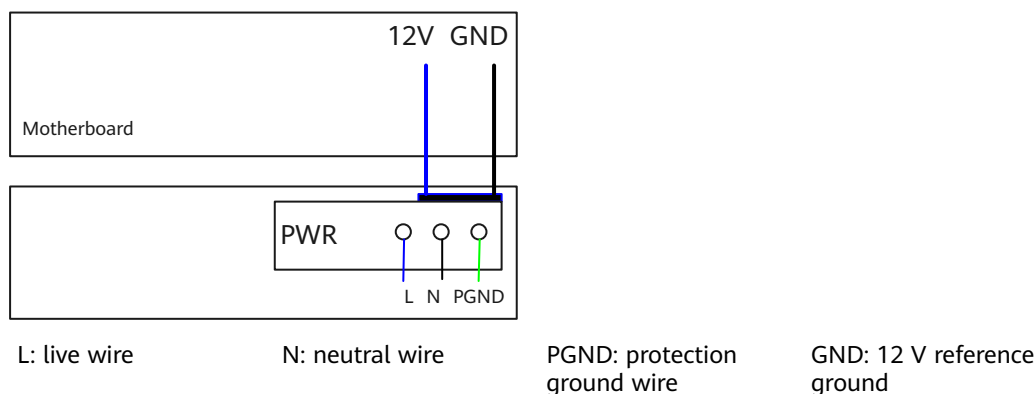 12V GND
Motherboard
PWR
L N PGND
L: live wire
N: neutral wire
PGND: protection
ground wire
GND: 12 V reference
ground